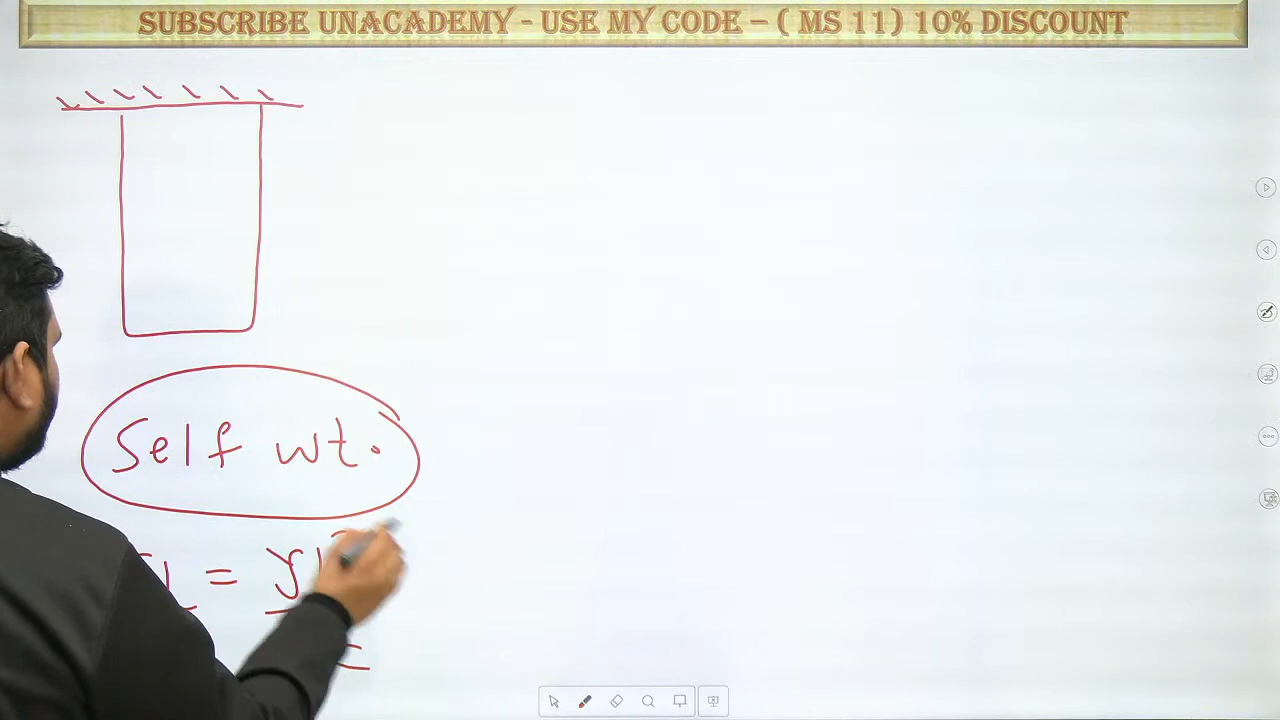 SUBSCRIBE UNACADEMY - USE MY CODE – ( MS 11) 10% DISCOUNT
Self wt.
=